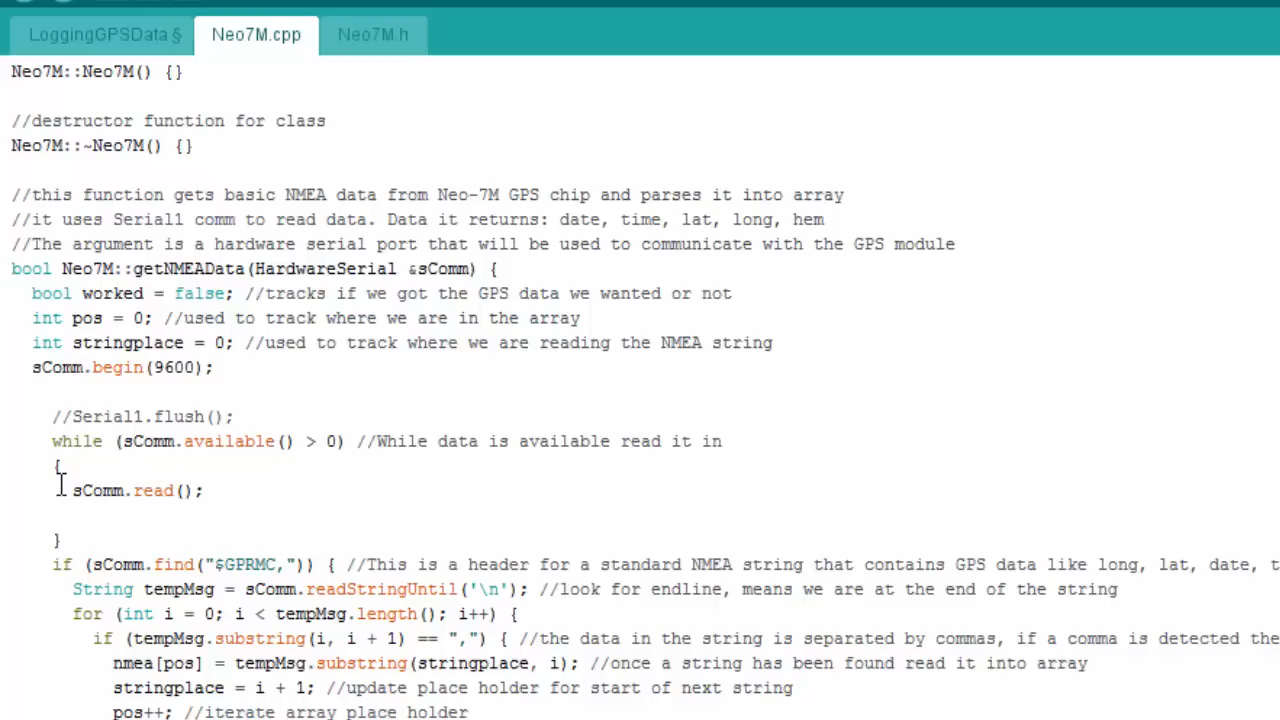 LoggingGPSData § Neo7M.cpp Neo7M.h
Neo7M::Neo7M() {}
//destructor function for class
Neo7M::~Neo7M() {}
//this function gets basic NMEA data from Neo-7M GPS chip and parses it into array
//it uses Serial1 comm to read data. Data it returns: date, time, lat, long, hem
//The argument is a hardware serial port that will be used to communicate with the GPS module
bool Neo7M::getNMEAData(HardwareSerial &sComm) {
bool worked = false; //tracks if we got the GPS data we wanted or not
int pos = 0; //used to track where we are in the array
int stringplace = 0; //used to track where we are reading the NMEA string
sComm.begin(9600);
//Serial1.flush();
while (sComm.available() > 0) //While data is available read it in
{
sComm.read();
}
if (sComm.find("$GPRMC,")) { //This is a header for a standard NMEA string that contains GPS data like long, lat, date, t
String tempMsg = sComm.readStringUntil('\n'); //look for endline, means we are at the end of the string
for (int i = 0; i < tempMsg.length(); i++) {
if (tempMsg.substring(i, i + 1) == ",") { //the data in the string is separated by commas, if a comma is detected the
nmea[pos] = tempMsg.substring(stringplace, i); //once a string has been found read it into array
stringplace = i + 1; //update place holder for start of next string
pos++; //iterate array place holder